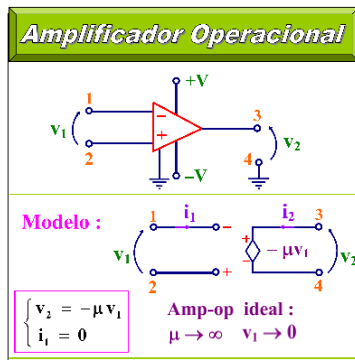 Amplificador Operacional
+V
1
3
v₁
−
+
v₂
2
4
−V
Modelo :
1
i₁
−
i₂
3
v₁
+
−
− μv₁
v₂
2
+
4
v₂ = −μ v₁
i₁ = 0
Amp-op ideal :
μ → ∞ v₁ → 0